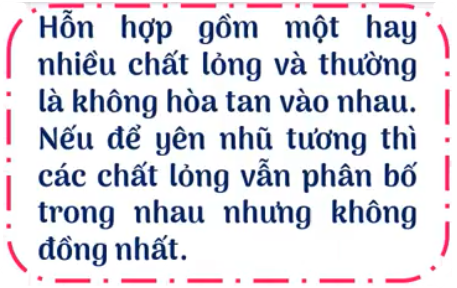 Hỗn hợp gồm một hay
nhiều chất lỏng và thường
là không hòa tan vào nhau.
Nếu để yên nhũ tương thì
các chất lỏng vẫn phân bố
trong nhau nhưng không
đồng nhất.